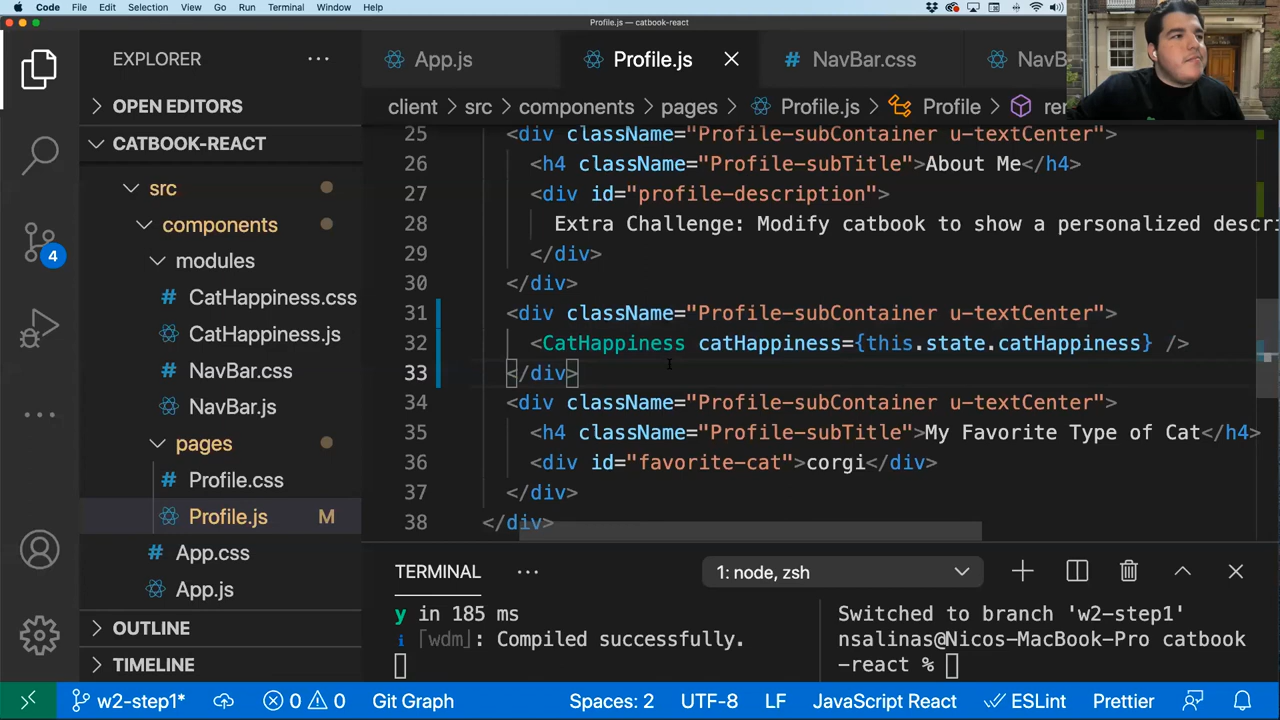 Code File Edit Selection View Go Run Terminal Window Help
Profile.js — catbook-react
EXPLORER
App.js
Profile.js
NavBar.css
NavB
OPEN EDITORS
client > src > components > pages > Profile.js > Profile >
CATBOOK-REACT
src
components
modules
CatHappiness.css
CatHappiness.js
NavBar.css
NavBar.js
pages
Profile.css
Profile.js M
App.css
App.js
OUTLINE
TIMELINE
4
25 <div className="Profile-subContainer u-textCenter">
26 <h4 className="Profile-subTitle">About Me</h4>
27 <div id="profile-description">
28 Extra Challenge: Modify catbook to show a personalized descri
29 </div>
30 </div>
31 <div className="Profile-subContainer u-textCenter">
32 <CatHappiness catHappiness={this.state.catHappiness} />
33 </div>
34 <div className="Profile-subContainer u-textCenter">
35 <h4 className="Profile-subTitle">My Favorite Type of Cat</h4>
36 <div id="favorite-cat">corgi</div>
37 </div>
38 </div>
TERMINAL
1: node, zsh
y in 185 ms
i ⌈wdm⌋: Compiled successfully.
Switched to branch 'w2-step1'
nsalinas@Nicos-MacBook-Pro catbook
-react %
w2-step1* 0 0 Git Graph Spaces: 2 UTF-8 LF JavaScript React ESLint Prettier